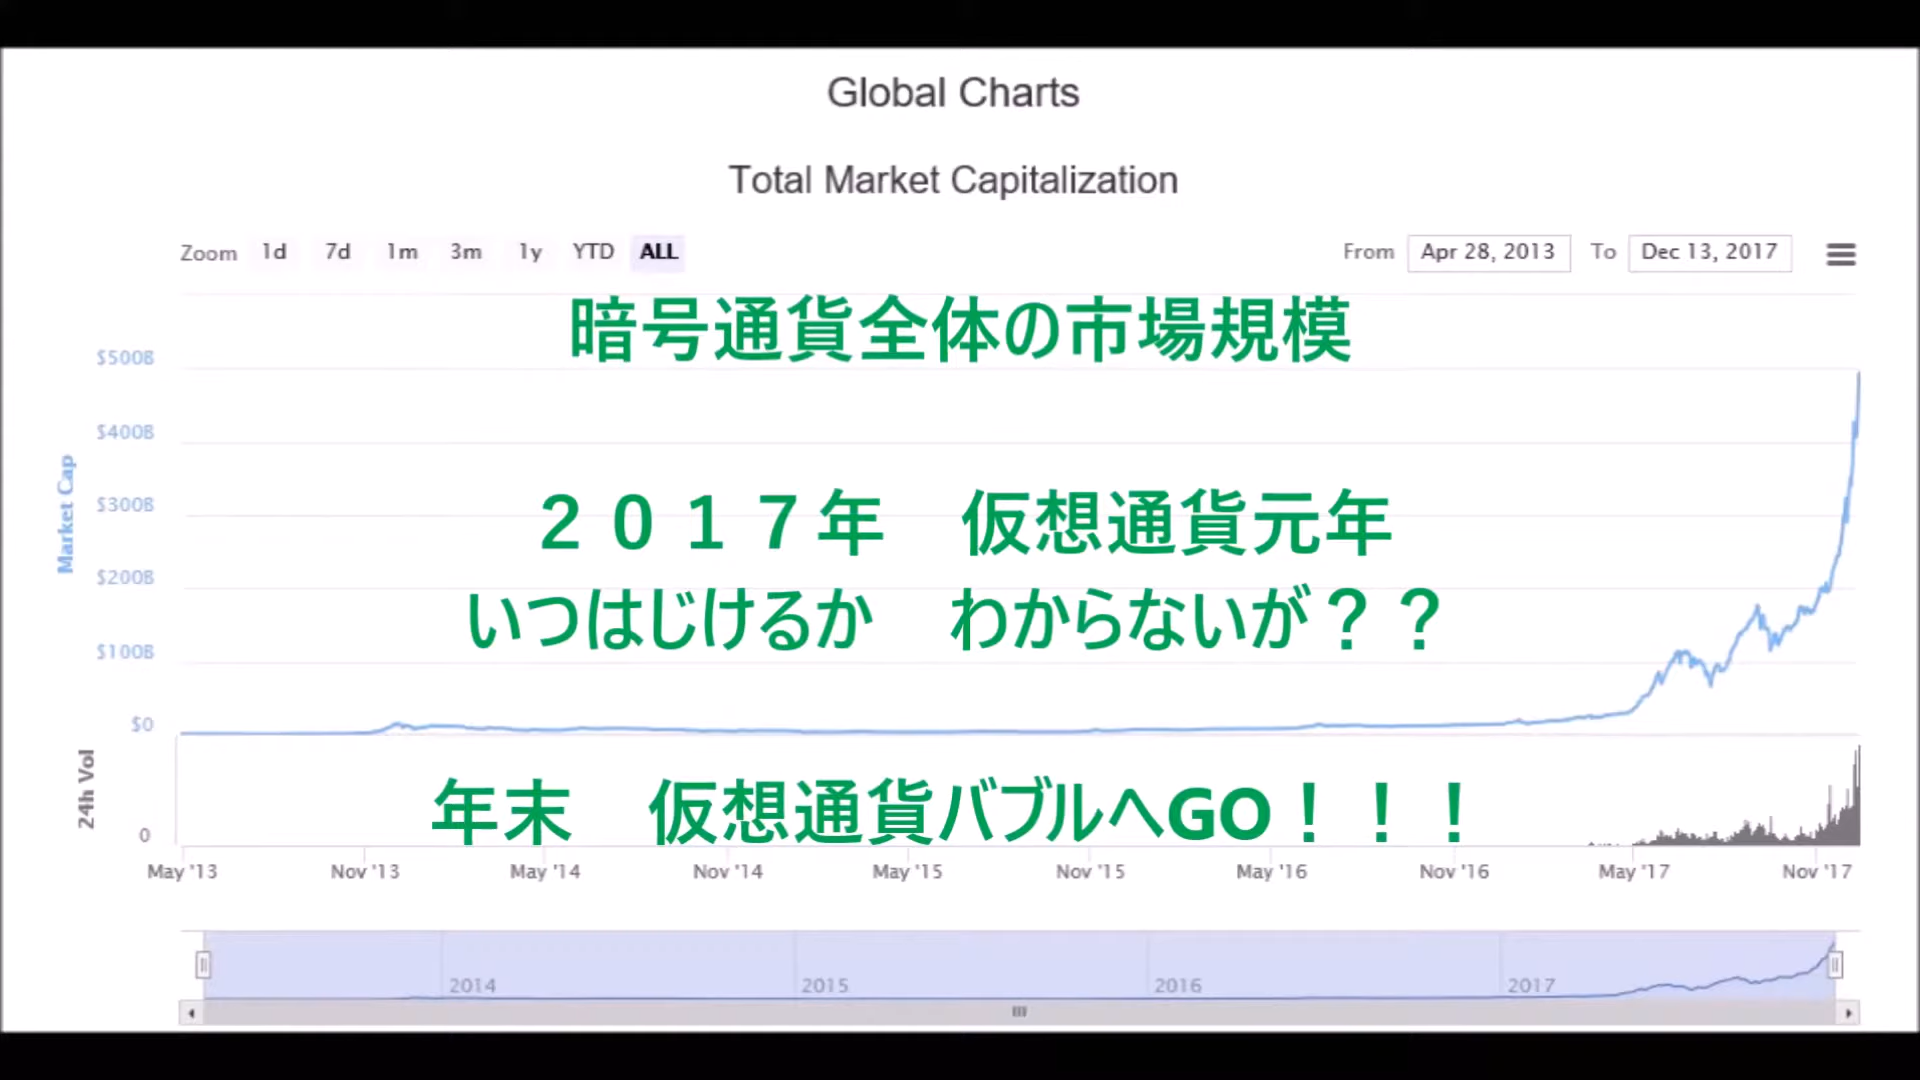 Global Charts
Total Market Capitalization
Zoom 1d 7d 1m 3m 1y YTD ALL From Apr 28, 2013 To Dec 13, 2017
暗号通貨全体の市場規模
$500B
$400B
$300B
$200B
$100B
$0
Market Cap
２０１７年　仮想通貨元年
いつはじけるか　わからないが？？
年末　仮想通貨バブルへGO！！！
24h Vol
0
May '13 Nov '13 May '14 Nov '14 May '15 Nov '15 May '16 Nov '16 May '17 Nov '17
2014 2015 2016 2017